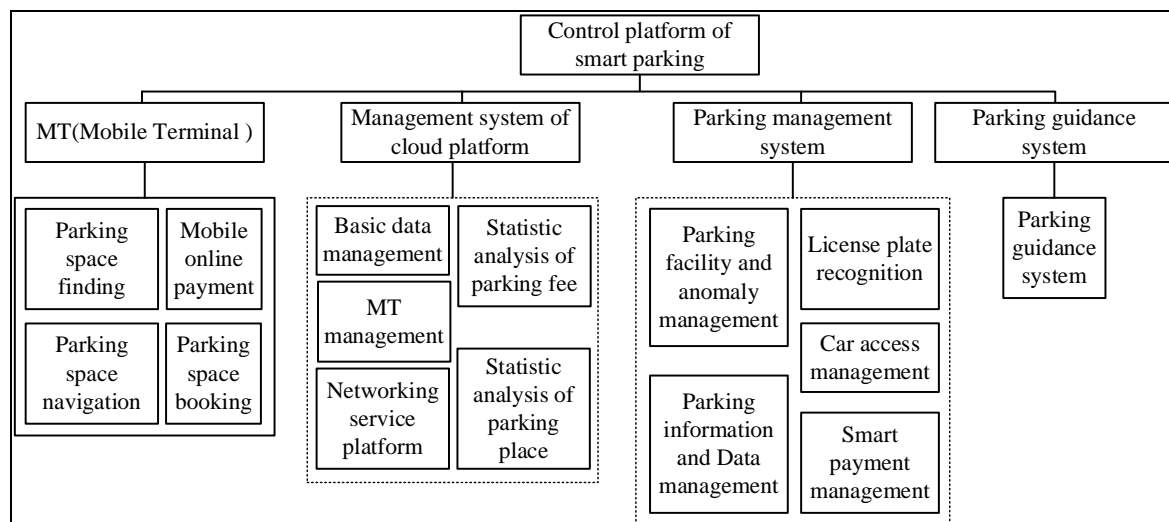 Control platform of
smart parking
MT(Mobile Terminal )
Management system of
cloud platform
Parking management
system
Parking guidance
system
Parking
space
finding
Mobile
online
payment
Parking
space
navigation
Parking
space
booking
Basic data
management
Statistic
analysis of
parking fee
MT
management
Networking
service
platform
Statistic
analysis of
parking
place
Parking
facility and
anomaly
management
License plate
recognition
Car access
management
Parking
information
and Data
management
Smart
payment
management
Parking
guidance
system